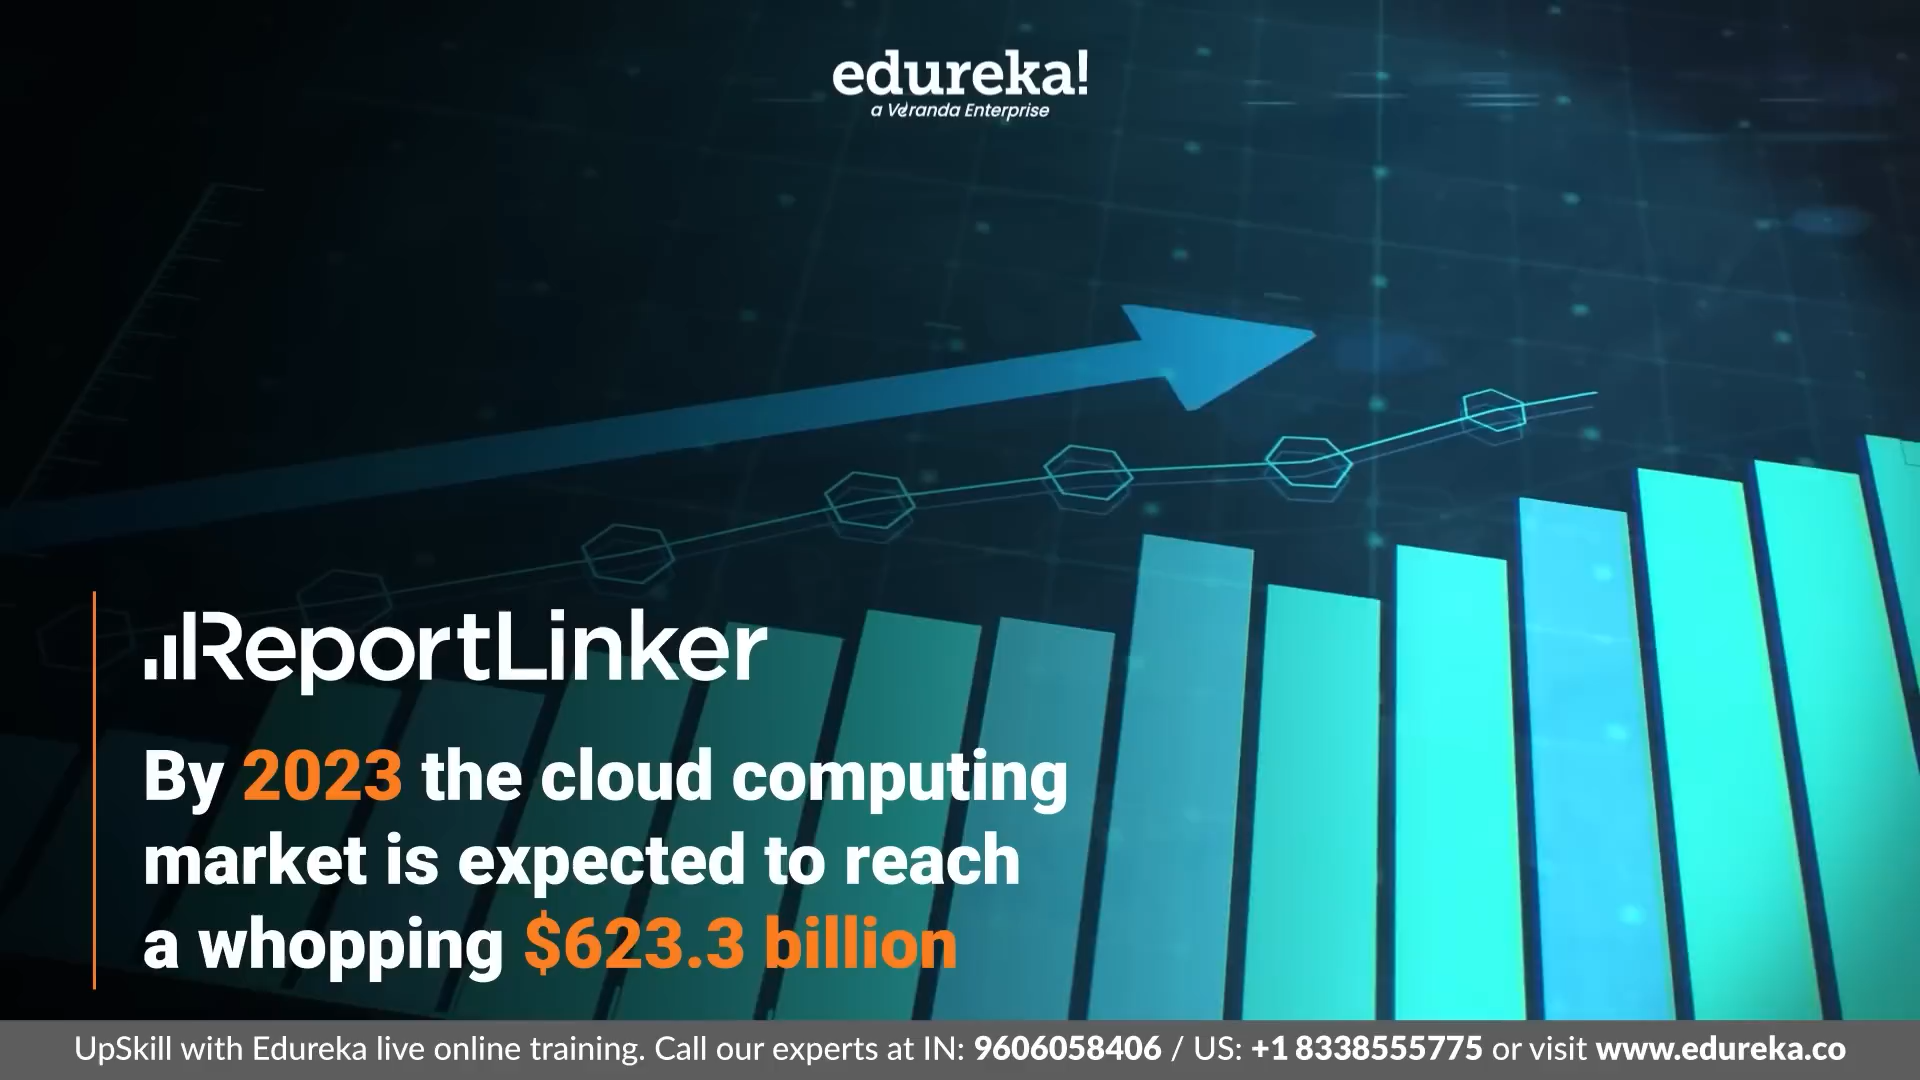 edureka!
a Veranda Enterprise
ReportLinker
By 2023 the cloud computing
market is expected to reach
a whopping $623.3 billion
UpSkill with Edureka live online training. Call our experts at IN: 9606058406 / US: +1 8338555775 or visit www.edureka.co